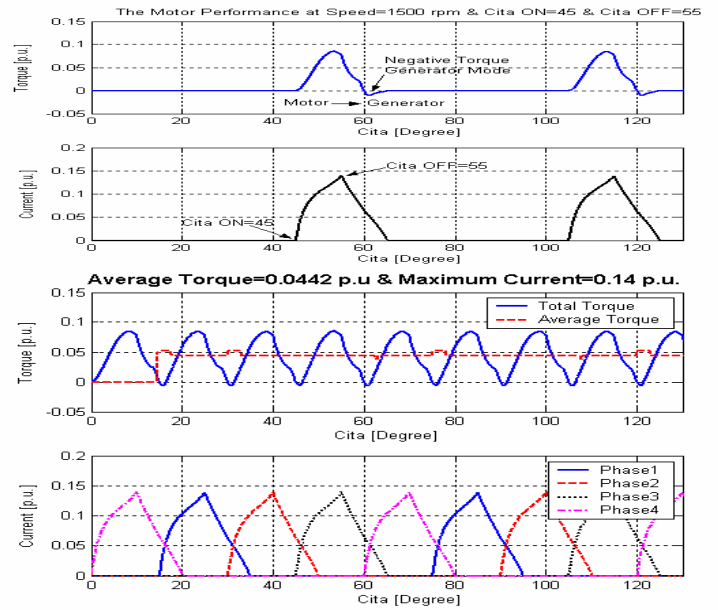 The Motor Performance at Speed=1500 rpm & Cita ON=45 & Cita OFF=55
Torque [p.u.]
0.15
0.1
0.05
0
-0.05
Negative Torque
Generator Mode
Motor
Generator
0 20 40 60 80 100 120
Cita [Degree]
Current [p.u.]
0.2
0.15
0.1
0.05
0
Cita OFF=55
Cita ON=45
0 20 40 60 80 100 120
Cita [Degree]
Average Torque=0.0442 p.u & Maximum Current=0.14 p.u.
Torque [p.u.]
0.15
0.1
0.05
0
-0.05
Total Torque
Average Torque
0 20 40 60 80 100 120
Cita [Degree]
Current [p.u.]
0.2
0.15
0.1
0.05
0
Phase1
Phase2
Phase3
Phase4
0 20 40 60 80 100 120
Cita [Degree]